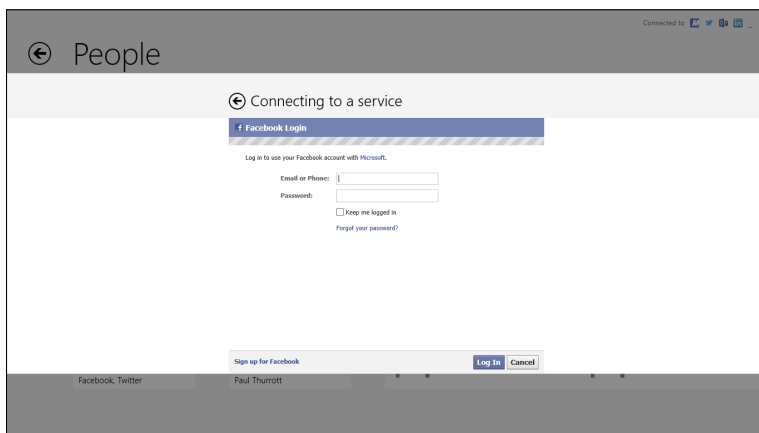 Connected to
People
Connecting to a service
Facebook Login
Log in to use your Facebook account with Microsoft.
Email or Phone:
Password:
Keep me logged in
Forgot your password?
Sign up for Facebook
Log In Cancel
Facebook, Twitter
Paul Thurrott